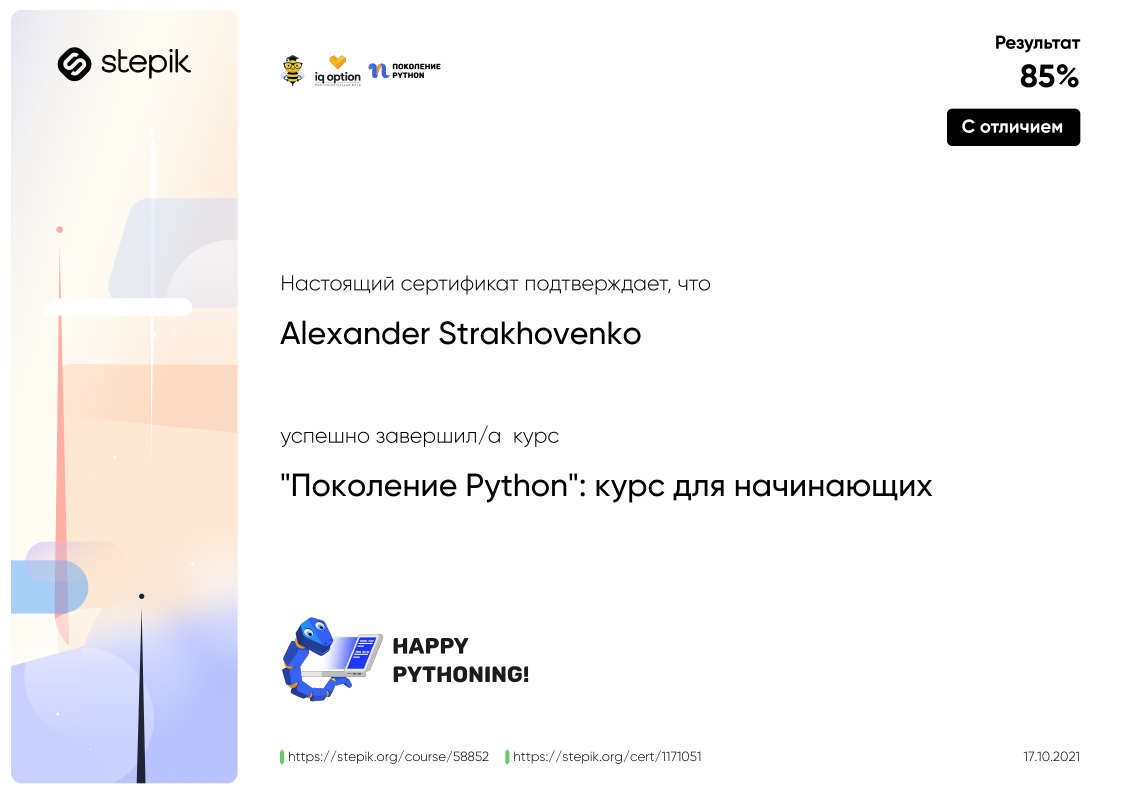 stepik
iq option
ПОКОЛЕНИЕ
PYTHON
Результат
85%
С отличием
Настоящий сертификат подтверждает, что
Alexander Strakhovenko
успешно завершил/а курс
"Поколение Python": курс для начинающих
HAPPY
PYTHONING!
https://stepik.org/course/58852 https://stepik.org/cert/1171051 17.10.2021